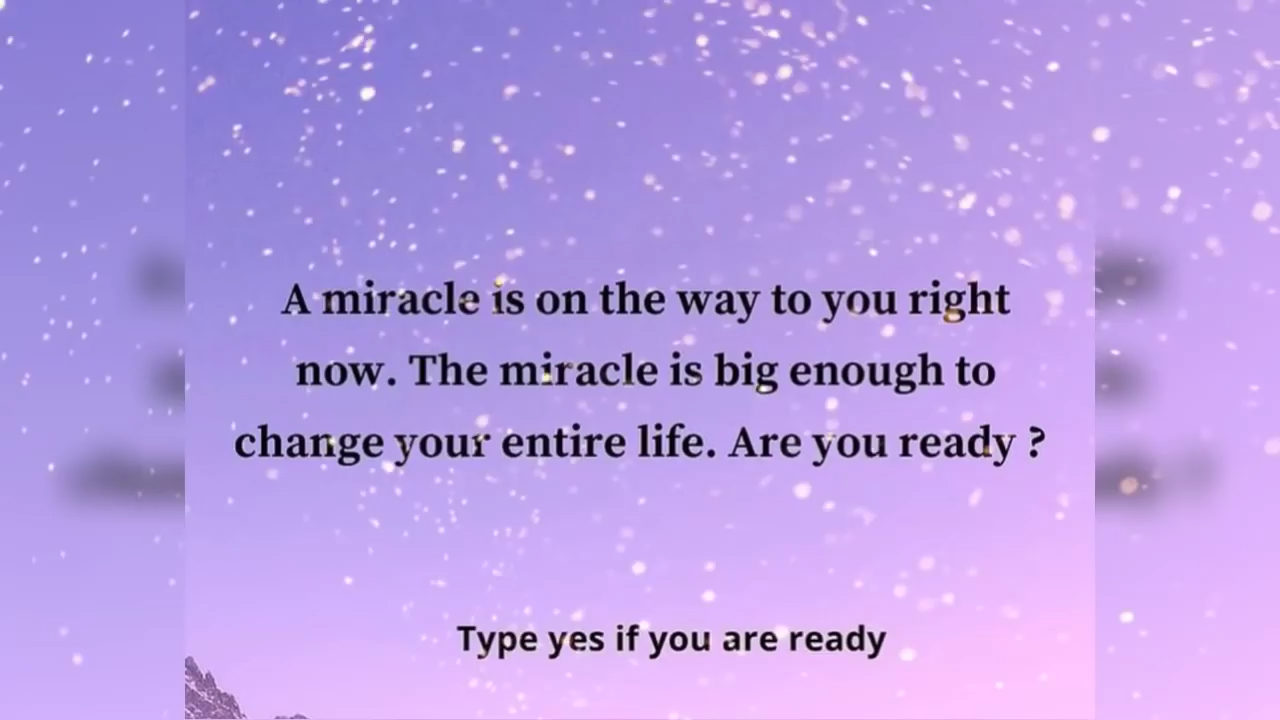 A miracle is on the way to you right
now. The miracle is big enough to
change your entire life. Are you ready ?
Type yes if you are ready